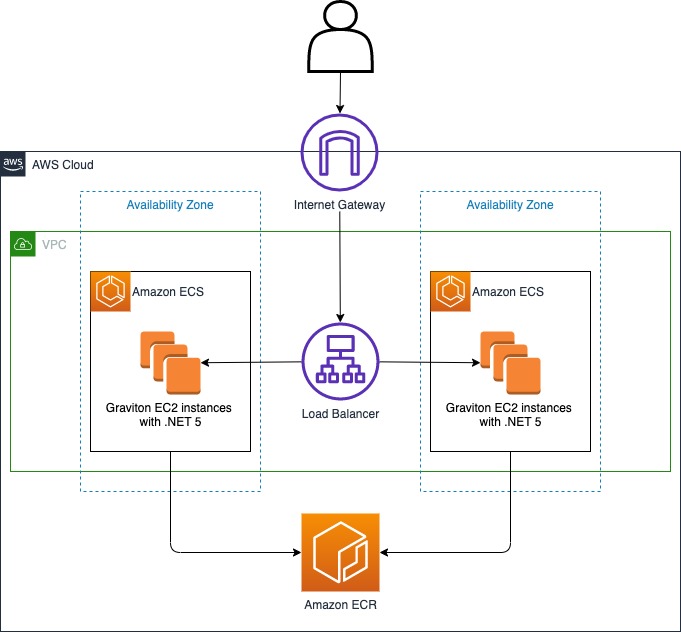 aws
AWS Cloud
Internet Gateway
Availability Zone
Availability Zone
VPC
Amazon ECS
Amazon ECS
Graviton EC2 instances
with .NET 5
Load Balancer
Graviton EC2 instances
with .NET 5
Amazon ECR